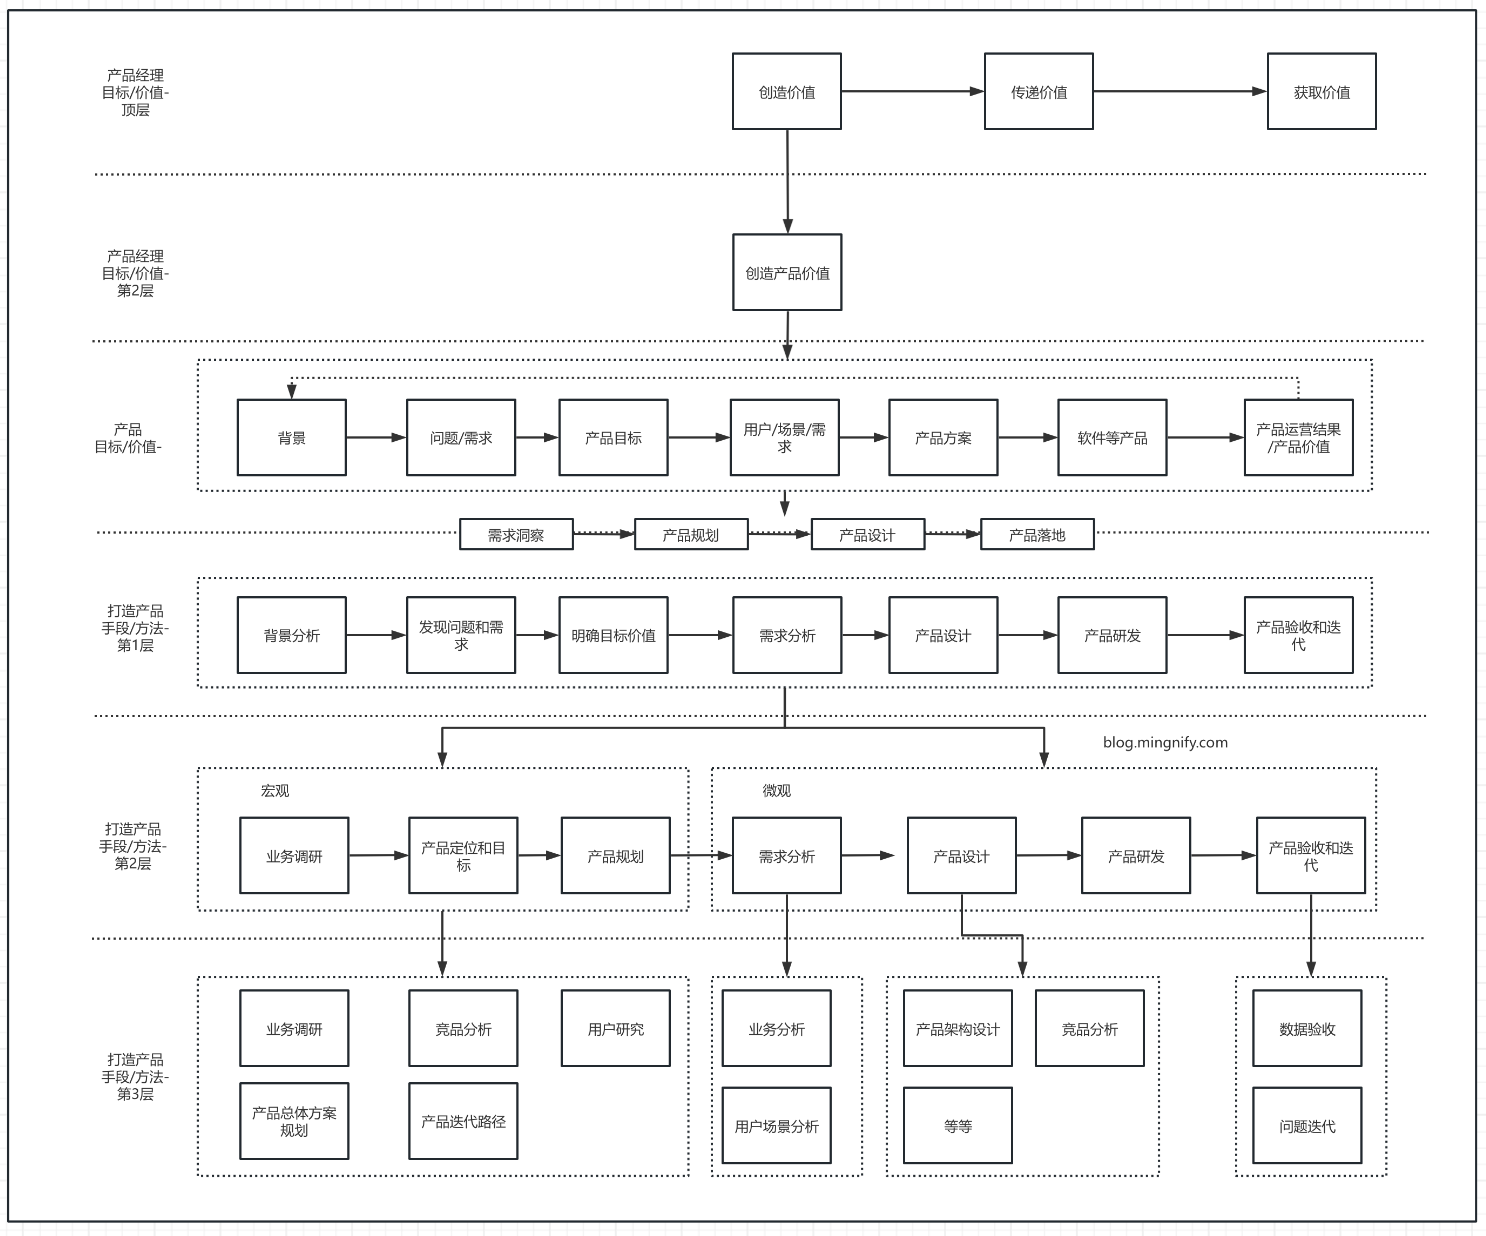 产品经理
目标/价值-
顶层
创造价值
传递价值
获取价值
产品经理
目标/价值-
第2层
创造产品价值
产品
目标/价值-
背景
问题/需求
产品目标
用户/场景/需
求
产品方案
软件等产品
产品运营结果
/产品价值
需求洞察
产品规划
产品设计
产品落地
打造产品
手段/方法-
第1层
背景分析
发现问题和需
求
明确目标价值
需求分析
产品设计
产品研发
产品验收和迭
代
blog.mingnify.com
打造产品
手段/方法-
第2层
宏观
业务调研
产品定位和目
标
产品规划
微观
需求分析
产品设计
产品研发
产品验收和迭
代
打造产品
手段/方法-
第3层
业务调研
竞品分析
用户研究
产品总体方案
规划
产品迭代路径
业务分析
用户场景分析
产品架构设计
竞品分析
等等
数据验收
问题迭代